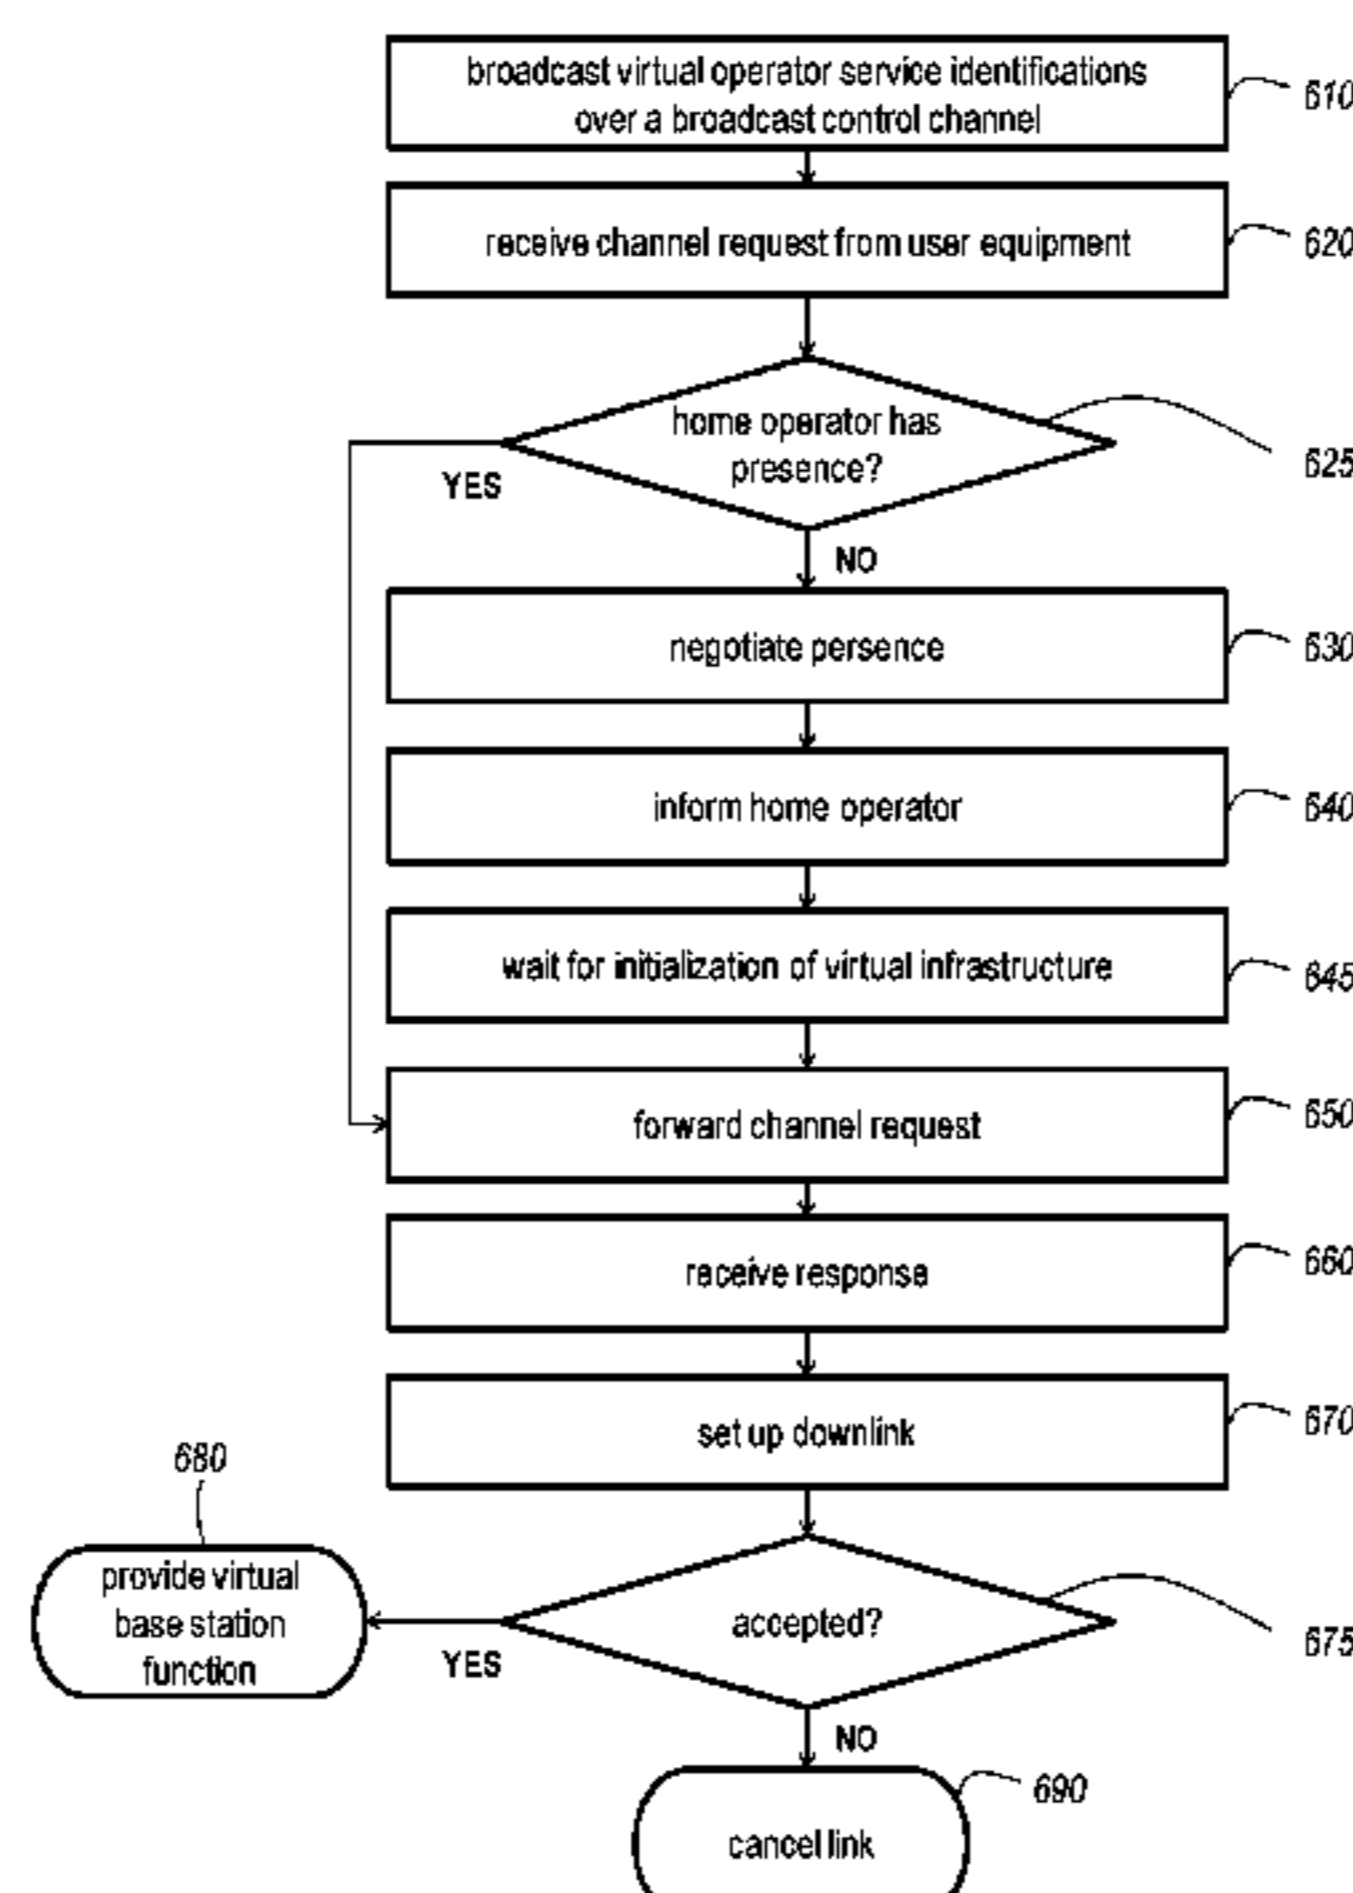 broadcast virtual operator service identifications
over a broadcast control channel
610
receive channel request from user equipment
620
home operator has
presence?
625
YES
NO
negotiate persence
630
inform home operator
640
wait for initialization of virtual infrastructure
645
forward channel request
650
receive response
660
set up downlink
670
680
provide virtual
base station
function
accepted?
675
YES
NO
690
cancel link